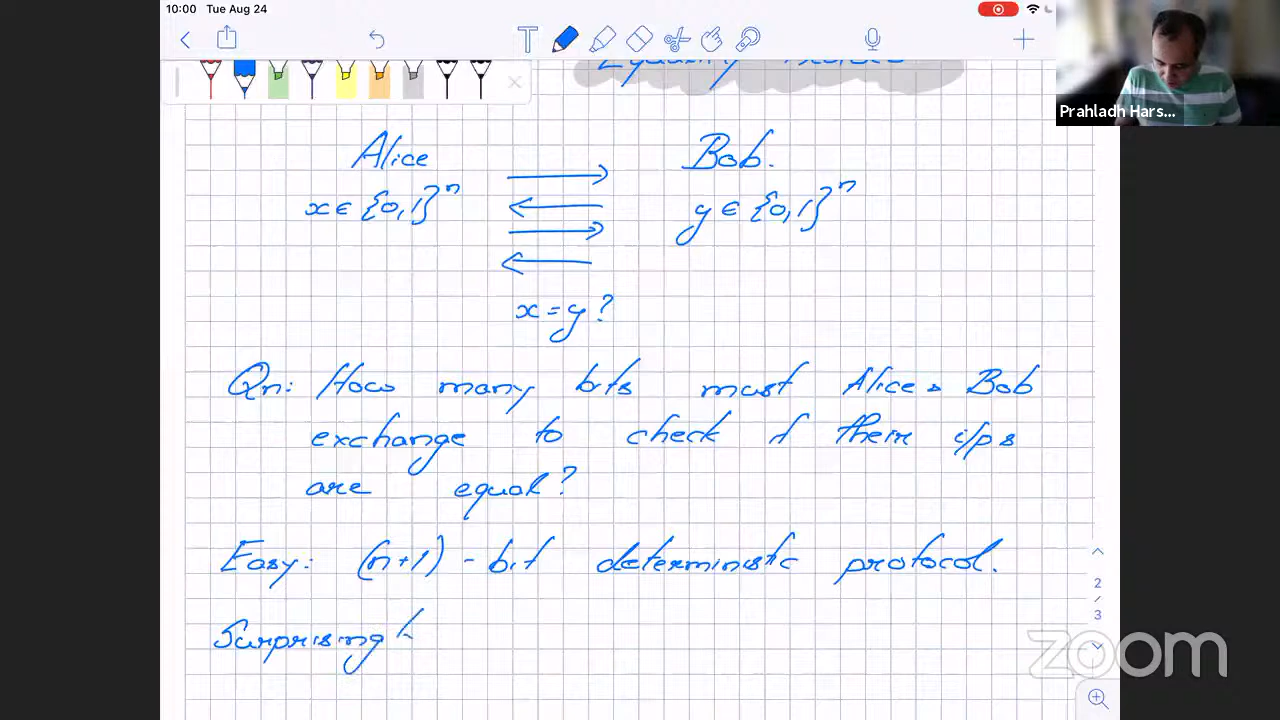 10:00 Tue Aug 24
Prahladh Hars...
Alice Bob.
x ∈ {0,1}^n y ∈ {0,1}^n
x = y?
Qn: How many bits must Alice & Bob
exchange to check if their i/ps
are equal?
Easy: (n+1)-bit deterministic protocol.
2
/
3
Surprising
zoom